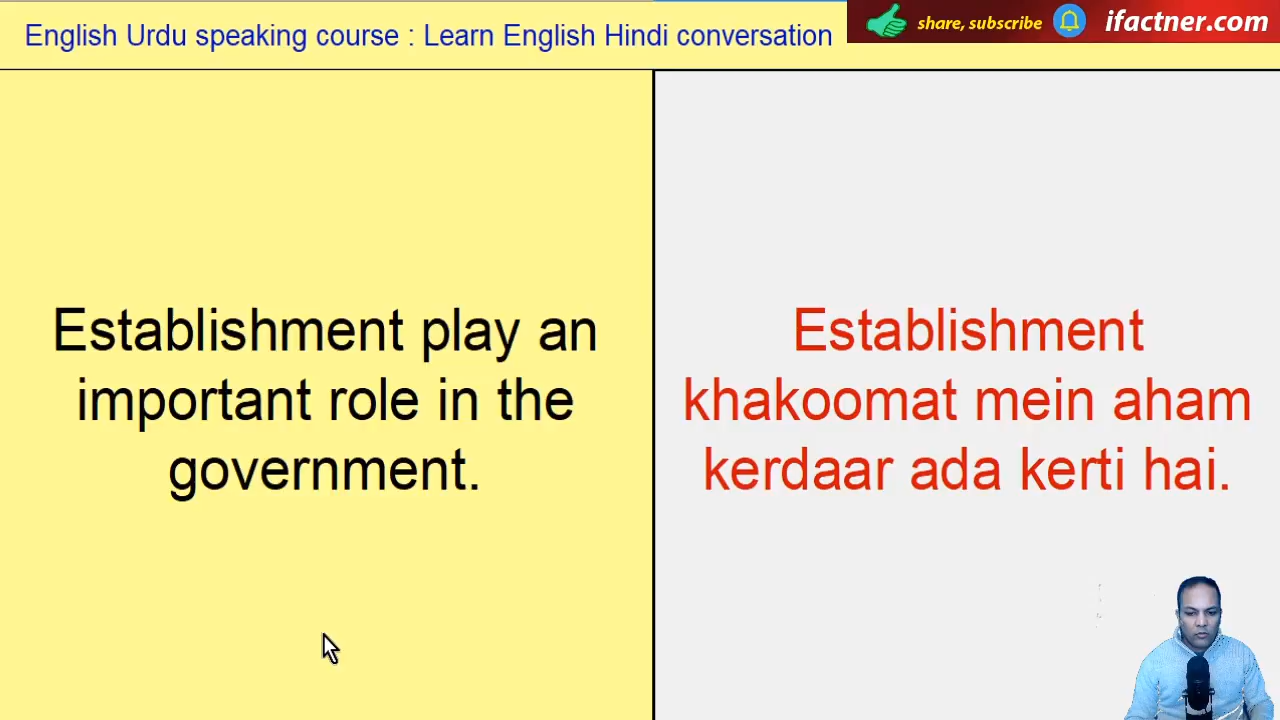 English Urdu speaking course : Learn English Hindi conversation
share, subscribe
ifactner.com
Establishment play an
important role in the
government.
Establishment
khakoomat mein aham
kerdaar ada kerti hai.